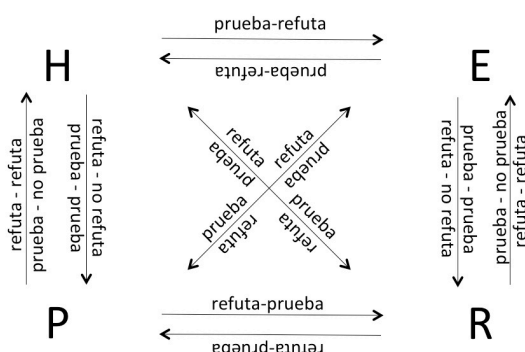 prueba-refuta
prueba-refuta
H
E
refuta - refuta
prueba - no prueba
refuta - no refuta
prueba - prueba
refuta
prueba
refuta
prueba
prueba
refuta
prueba
refuta
prueba - prueba
refuta - no refuta
refuta - refuta
prueba - no prueba
P
R
refuta-prueba
refuta-prueba